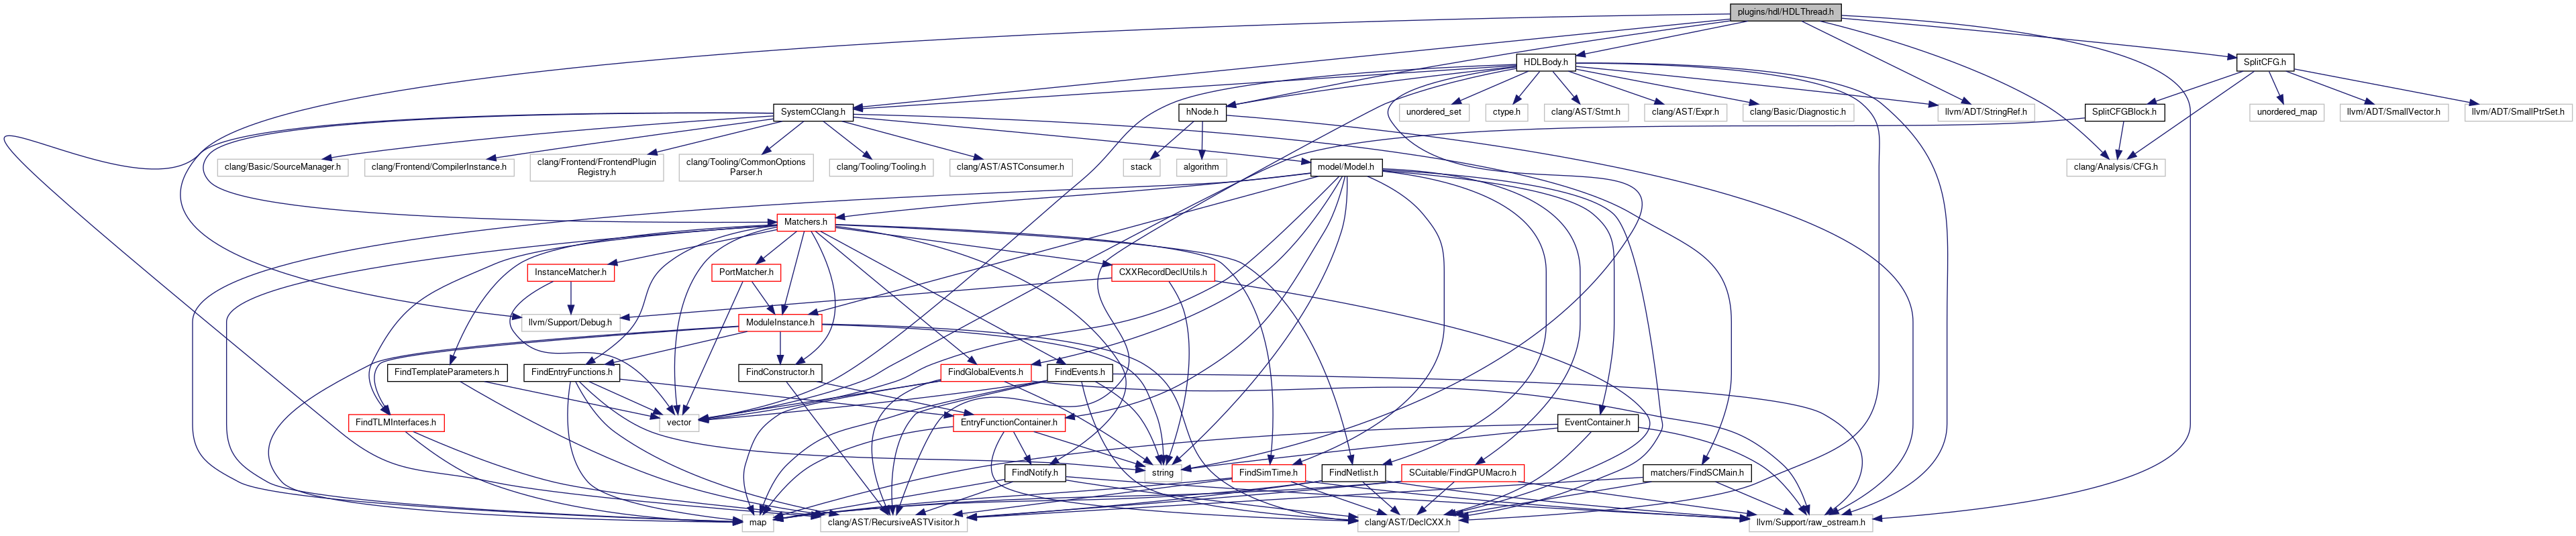 plugins/hdl/HDLThread.h
HDLBody.h
SplitCFG.h
SystemCClang.h
hNode.h
unordered_set
ctype.h
clang/AST/Stmt.h
clang/AST/Expr.h
clang/Basic/Diagnostic.h
llvm/ADT/StringRef.h
SplitCFGBlock.h
unordered_map
llvm/ADT/SmallVector.h
llvm/ADT/SmallPtrSet.h
clang/Basic/SourceManager.h
clang/Frontend/CompilerInstance.h
clang/Frontend/FrontendPlugin
Registry.h
clang/Tooling/CommonOptions
Parser.h
clang/Tooling/Tooling.h
clang/AST/ASTConsumer.h
stack
algorithm
model/Model.h
clang/Analysis/CFG.h
Matchers.h
InstanceMatcher.h
PortMatcher.h
CXXRecordDeclUtils.h
llvm/Support/Debug.h
ModuleInstance.h
FindTemplateParameters.h
FindEntryFunctions.h
FindConstructor.h
FindGlobalEvents.h
FindEvents.h
FindTLMInterfaces.h
vector
EntryFunctionContainer.h
EventContainer.h
FindNotify.h
string
FindSimTime.h
FindNetlist.h
SCuitable/FindGPUMacro.h
matchers/FindSCMain.h
map
clang/AST/RecursiveASTVisitor.h
clang/AST/DeclCXX.h
llvm/Support/raw_ostream.h